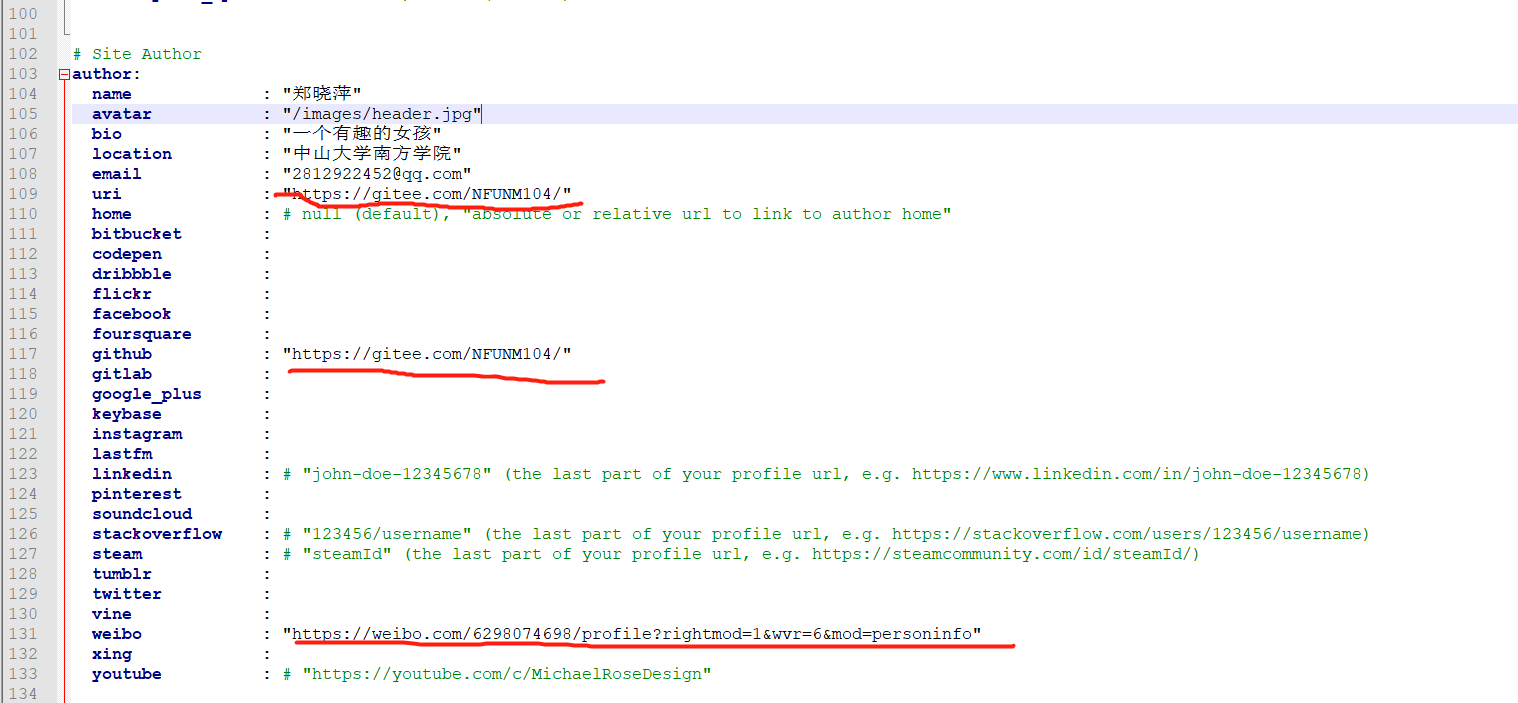 100
101
102 # Site Author
103 author:
104 name : "郑晓萍"
105 avatar : "/images/header.jpg"
106 bio : "一个有趣的女孩"
107 location : "中山大学南方学院"
108 email : "2812922452@qq.com"
109 uri : "https://gitee.com/NFUNM104/"
110 home : # null (default), "absolute or relative url to link to author home"
111 bitbucket :
112 codepen :
113 dribbble :
114 flickr :
115 facebook :
116 foursquare :
117 github : "https://gitee.com/NFUNM104/"
118 gitlab :
119 google_plus :
120 keybase :
121 instagram :
122 lastfm :
123 linkedin : # "john-doe-12345678" (the last part of your profile url, e.g. https://www.linkedin.com/in/john-doe-12345678)
124 pinterest :
125 soundcloud :
126 stackoverflow : # "123456/username" (the last part of your profile url, e.g. https://stackoverflow.com/users/123456/username)
127 steam : # "steamId" (the last part of your profile url, e.g. https://steamcommunity.com/id/steamId/)
128 tumblr :
129 twitter :
130 vine :
131 weibo : "https://weibo.com/6298074698/profile?rightmod=1&wvr=6&mod=personinfo"
132 xing :
133 youtube : # "https://youtube.com/c/MichaelRoseDesign"
134